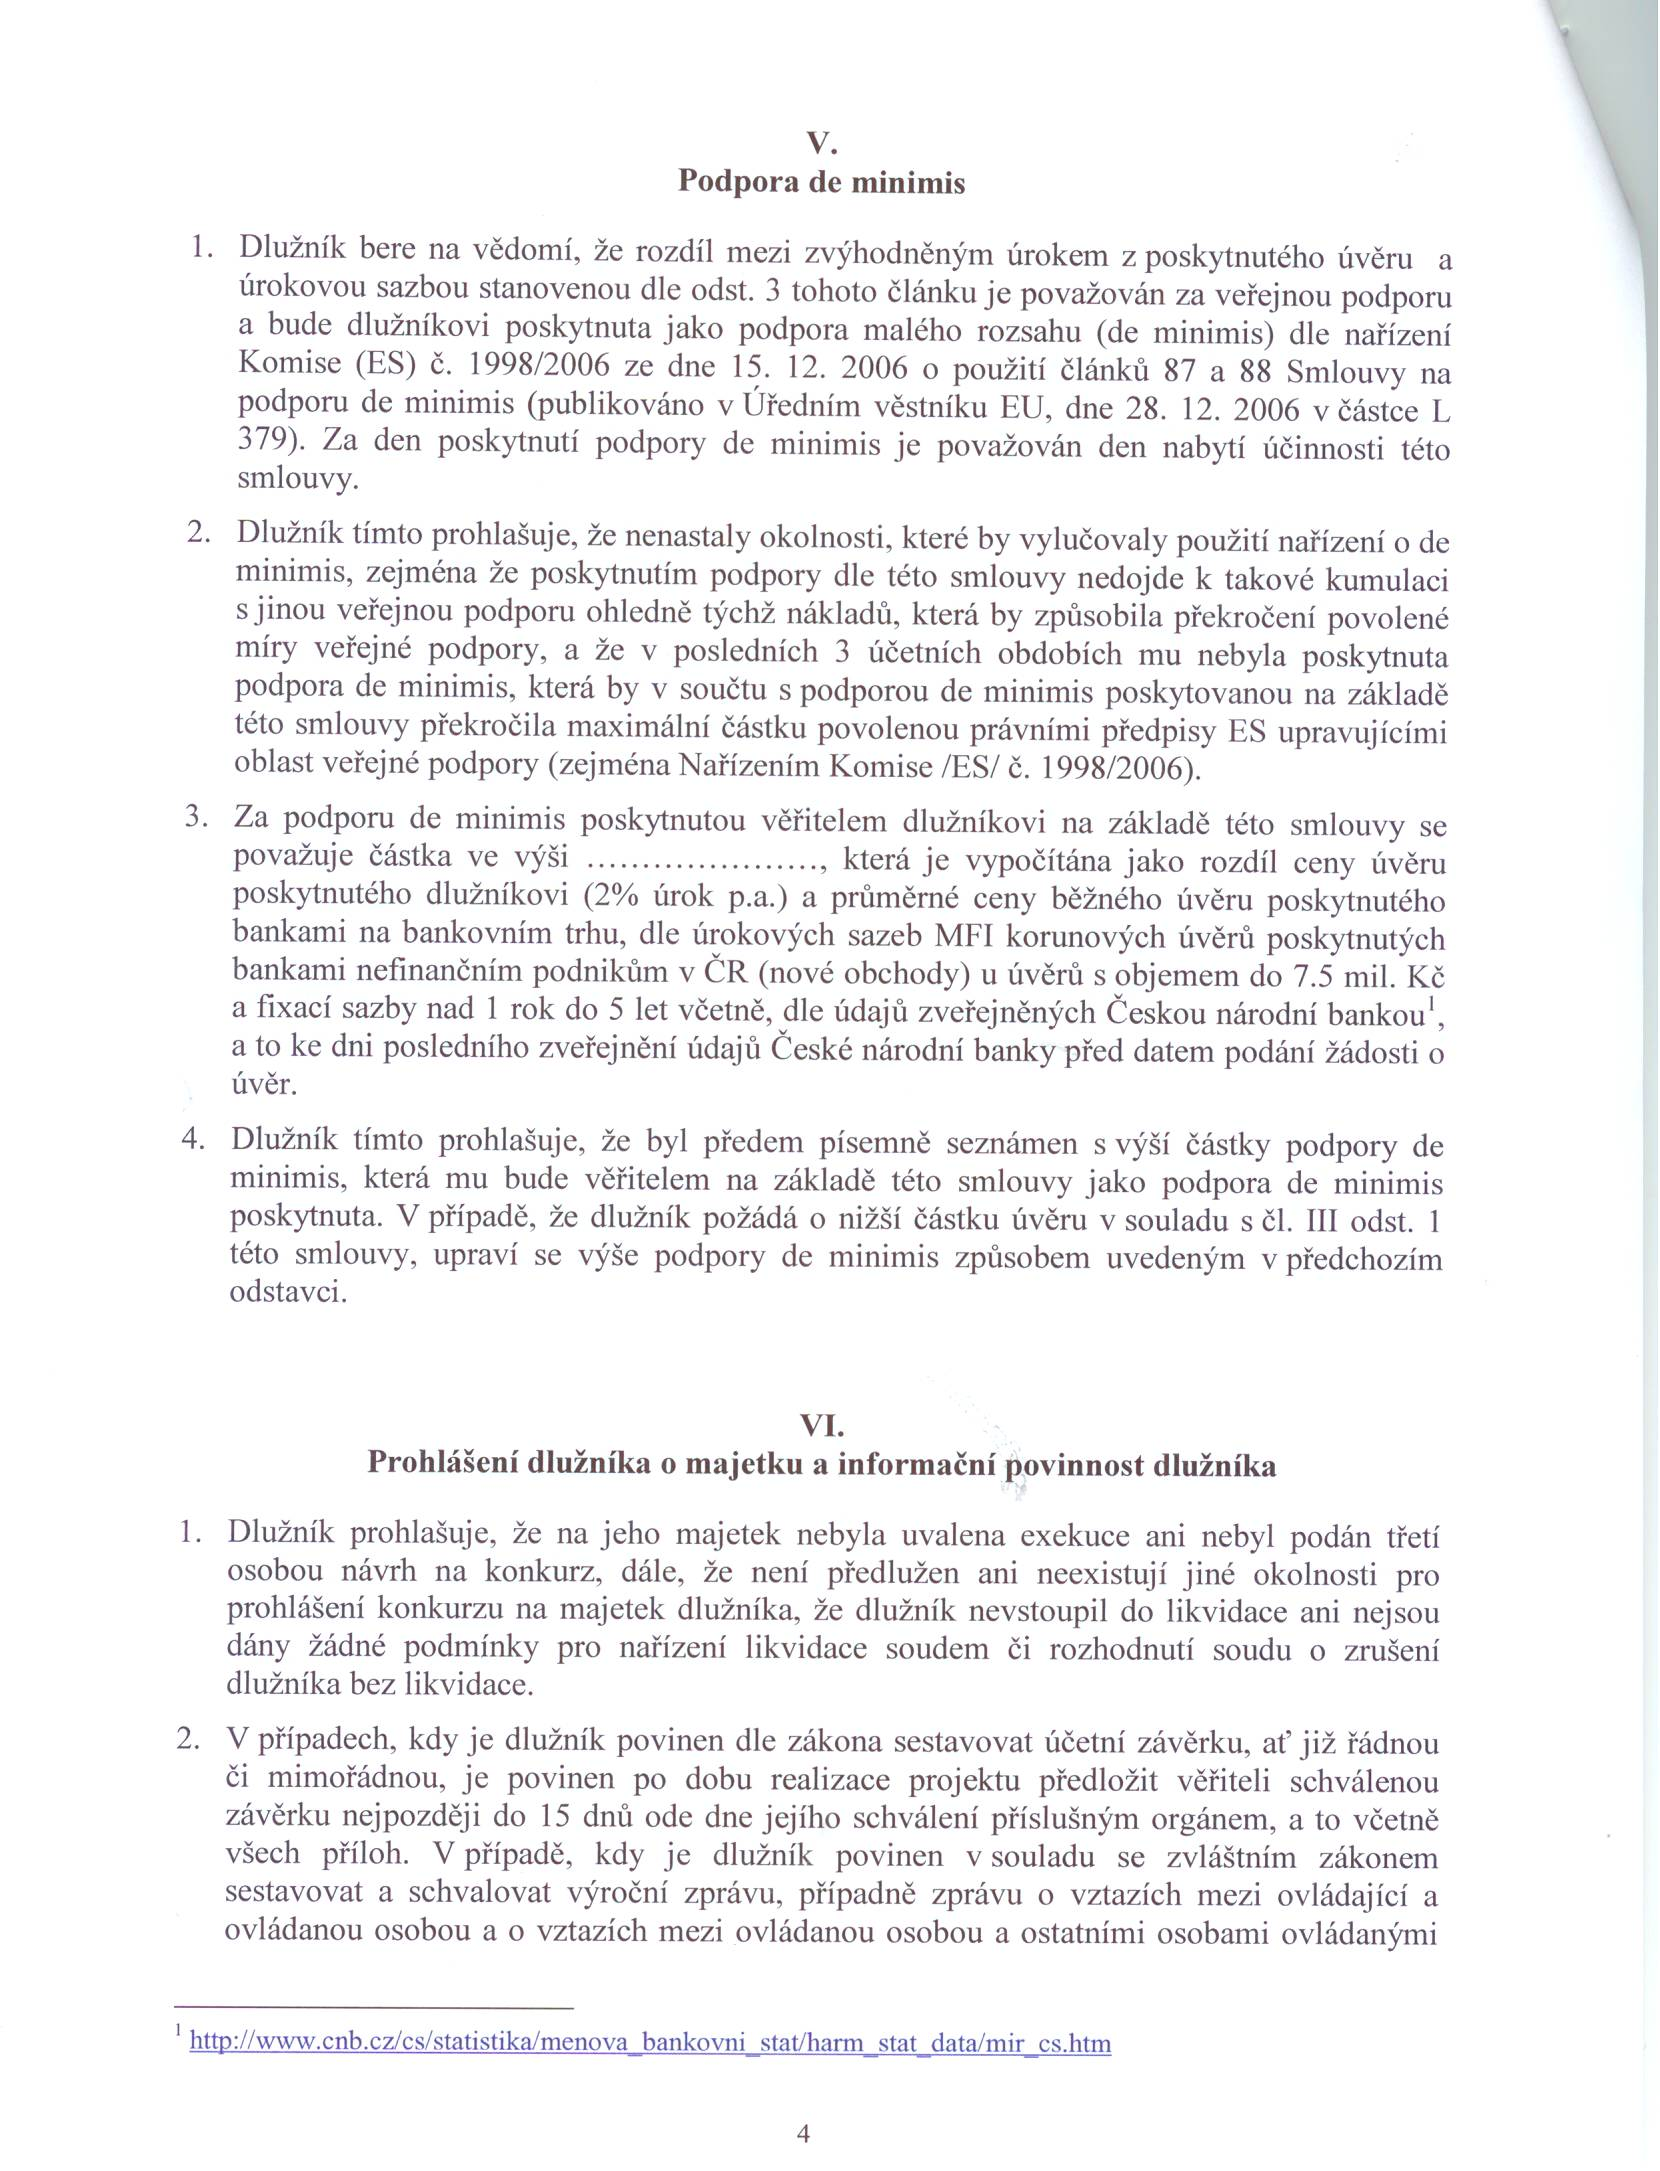 V.
Podpora de minimis
1. Dlužník bere na vědomí, že rozdíl mezi zvýhodněným úrokem z poskytnutého úvěru a
úrokovou sazbou stanovenou dle odst. 3 tohoto článku je považován za veřejnou podporu
a bude dlužníkovi poskytnuta jako podpora malého rozsahu (de minimis) dle nařízení
Komise (ES) č. 1998/2006 ze dne 15. 12. 2006 o použití článků 87 a 88 Smlouvy na
podporu de minimis (publikováno v Úředním věstníku EU, dne 28. 12. 2006 v částce L
379). Za den poskytnutí podpory de minimis je považován den nabytí účinnosti této
smlouvy.
2. Dlužník tímto prohlašuje, že nenastaly okolnosti, které by vylučovaly použití nařízení o de
minimis, zejména že poskytnutím podpory dle této smlouvy nedojde k takové kumulaci
s jinou veřejnou podporu ohledně týchž nákladů, která by způsobila překročení povolené
míry veřejné podpory, a že v posledních 3 účetních obdobích mu nebyla poskytnuta
podpora de minimis, která by v součtu s podporou de minimis poskytovanou na základě
této smlouvy překročila maximální částku povolenou právními předpisy ES upravujícími
oblast veřejné podpory (zejména Nařízením Komise /ES/ č. 1998/2006).
3. Za podporu de minimis poskytnutou věřitelem dlužníkovi na základě této smlouvy se
považuje částka ve výši ....................., která je vypočítána jako rozdíl ceny úvěru
poskytnutého dlužníkovi (2% úrok p.a.) a průměrné ceny běžného úvěru poskytnutého
bankami na bankovním trhu, dle úrokových sazeb MFI korunových úvěrů poskytnutých
bankami nefinančním podnikům v ČR (nové obchody) u úvěrů s objemem do 7.5 mil. Kč
a fixací sazby nad 1 rok do 5 let včetně, dle údajů zveřejněných Českou národní bankou¹,
a to ke dni posledního zveřejnění údajů České národní banky před datem podání žádosti o
úvěr.
4. Dlužník tímto prohlašuje, že byl předem písemně seznámen s výší částky podpory de
minimis, která mu bude věřitelem na základě této smlouvy jako podpora de minimis
poskytnuta. V případě, že dlužník požádá o nižší částku úvěru v souladu s čl. III odst. 1
této smlouvy, upraví se výše podpory de minimis způsobem uvedeným v předchozím
odstavci.
VI.
Prohlášení dlužníka o majetku a informační povinnost dlužníka
1. Dlužník prohlašuje, že na jeho majetek nebyla uvalena exekuce ani nebyl podán třetí
osobou návrh na konkurz, dále, že není předlužen ani neexistují jiné okolnosti pro
prohlášení konkurzu na majetek dlužníka, že dlužník nevstoupil do likvidace ani nejsou
dány žádné podmínky pro nařízení likvidace soudem či rozhodnutí soudu o zrušení
dlužníka bez likvidace.
2. V případech, kdy je dlužník povinen dle zákona sestavovat účetní závěrku, ať již řádnou
či mimořádnou, je povinen po dobu realizace projektu předložit věřiteli schválenou
závěrku nejpozději do 15 dnů ode dne jejího schválení příslušným orgánem, a to včetně
všech příloh. V případě, kdy je dlužník povinen v souladu se zvláštním zákonem
sestavovat a schvalovat výroční zprávu, případně zprávu o vztazích mezi ovládající a
ovládanou osobou a o vztazích mezi ovládanou osobou a ostatními osobami ovládanými
¹ http://www.cnb.cz/cs/statistika/menova_bankovni_stat/harm_stat_data/mir_cs.htm
4